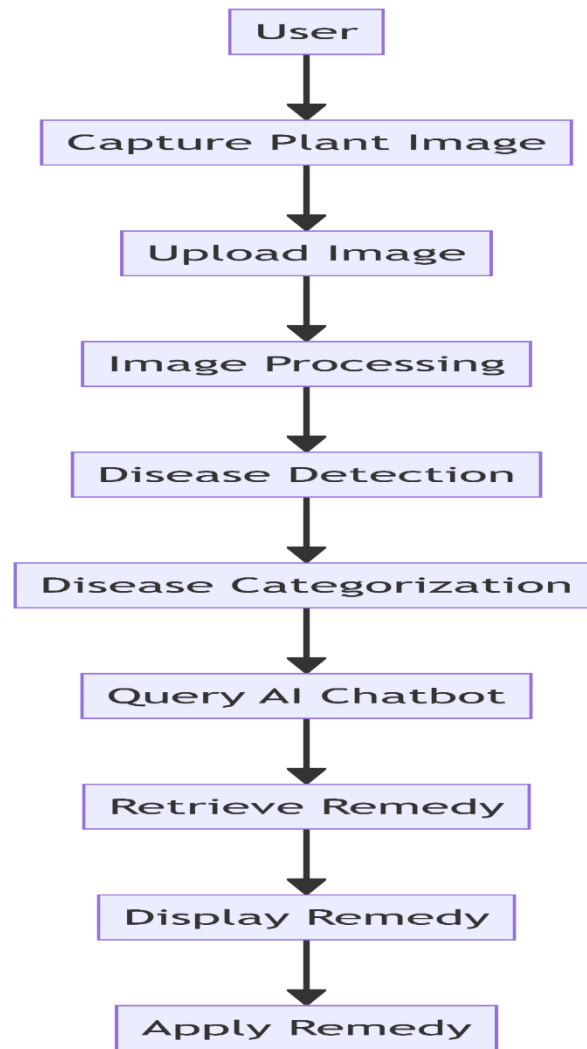 User
Capture Plant Image
Upload Image
Image Processing
Disease Detection
Disease Categorization
Query AI Chatbot
Retrieve Remedy
Display Remedy
Apply Remedy